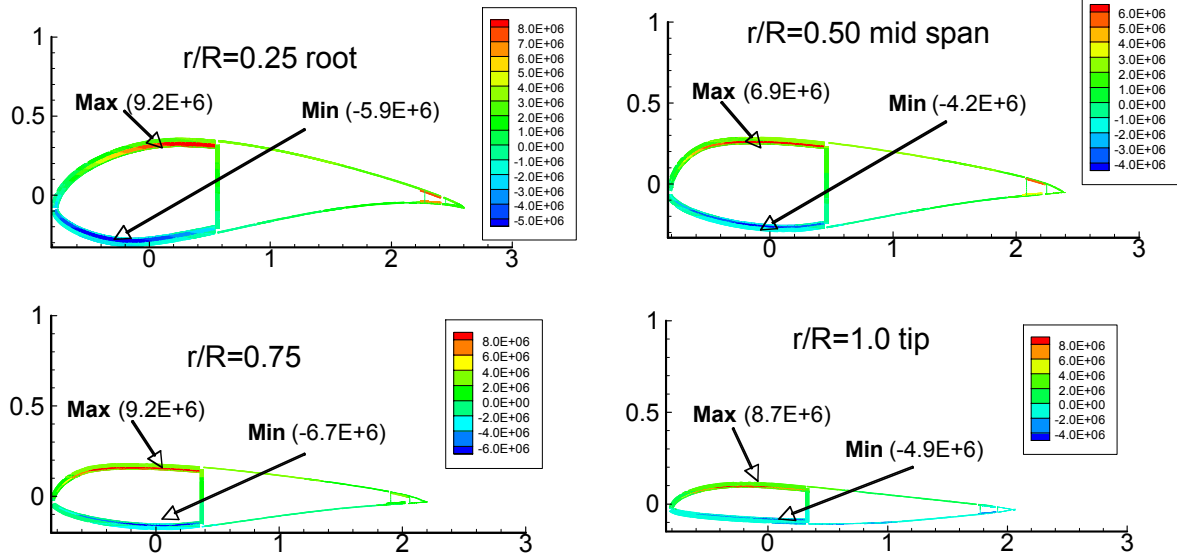 r/R=0.25 root
Max (9.2E+6)
Min (-5.9E+6)
1
0.5
0
0
1
2
3
8.0E+06
7.0E+06
6.0E+06
5.0E+06
4.0E+06
3.0E+06
2.0E+06
1.0E+06
0.0E+00
-1.0E+06
-2.0E+06
-3.0E+06
-4.0E+06
-5.0E+06
r/R=0.50 mid span
Max (6.9E+6)
Min (-4.2E+6)
1
0.5
0
0
1
2
3
6.0E+06
5.0E+06
4.0E+06
3.0E+06
2.0E+06
1.0E+06
0.0E+00
-1.0E+06
-2.0E+06
-3.0E+06
-4.0E+06
r/R=0.75
Max (9.2E+6)
Min (-6.7E+6)
1
0.5
0
0
1
2
3
8.0E+06
6.0E+06
4.0E+06
2.0E+06
0.0E+00
-2.0E+06
-4.0E+06
-6.0E+06
r/R=1.0 tip
Max (8.7E+6)
Min (-4.9E+6)
1
0.5
0
0
1
2
3
8.0E+06
6.0E+06
4.0E+06
2.0E+06
0.0E+00
-2.0E+06
-4.0E+06